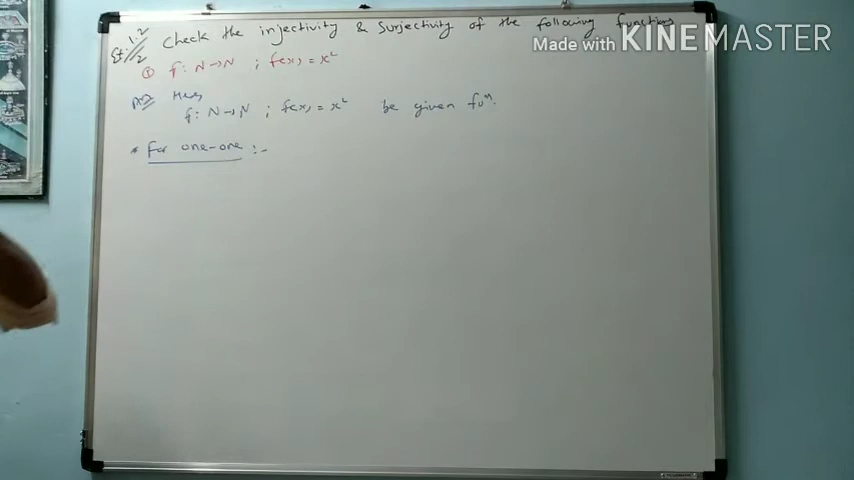 Ex 1.2/2 Check the injectivity & Surjectivity of the following functions
Made with KINEMASTER
① f: N→N ; f(x) = x²
Ans Here,
f: N→N ; f(x) = x² be given fuⁿ.
* For one-one :-